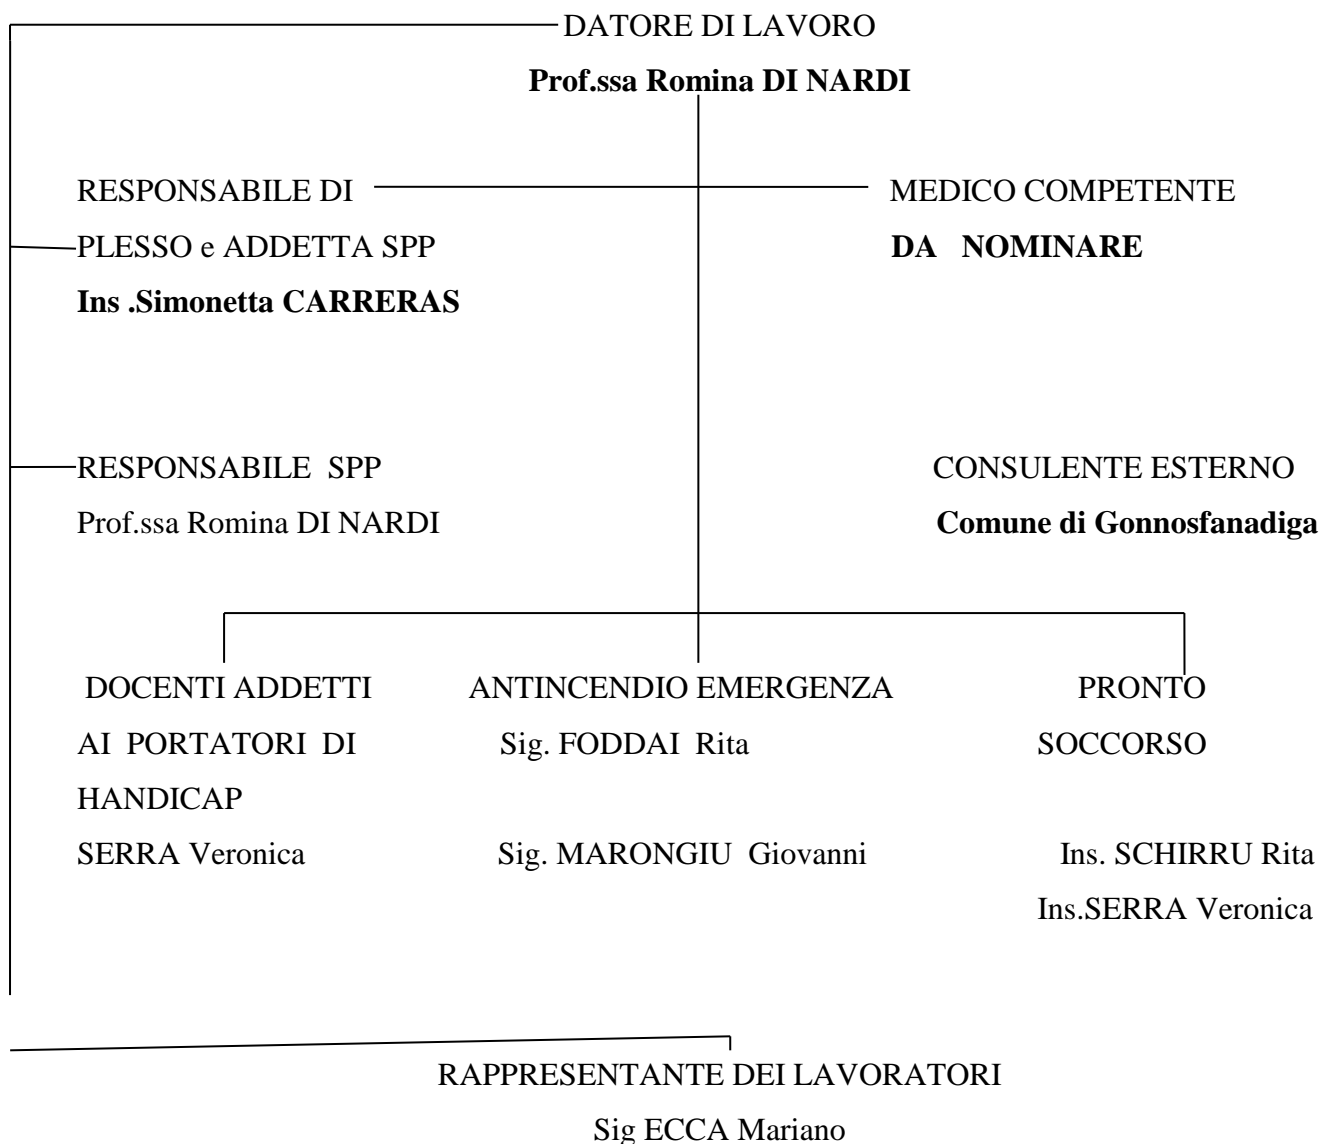 DATORE DI LAVORO
Prof.ssa Romina DI NARDI
RESPONSABILE DI
PLESSO e ADDETTA SPP
Ins .Simonetta CARRERAS
MEDICO COMPETENTE
DA NOMINARE
RESPONSABILE SPP
Prof.ssa Romina DI NARDI
CONSULENTE ESTERNO
Comune di Gonnosfanadiga
DOCENTI ADDETTI
AI PORTATORI DI
HANDICAP
SERRA Veronica
ANTINCENDIO EMERGENZA
Sig. FODDAI Rita
Sig. MARONGIU Giovanni
PRONTO
SOCCORSO
Ins. SCHIRRU Rita
Ins.SERRA Veronica
RAPPRESENTANTE DEI LAVORATORI
Sig ECCA Mariano